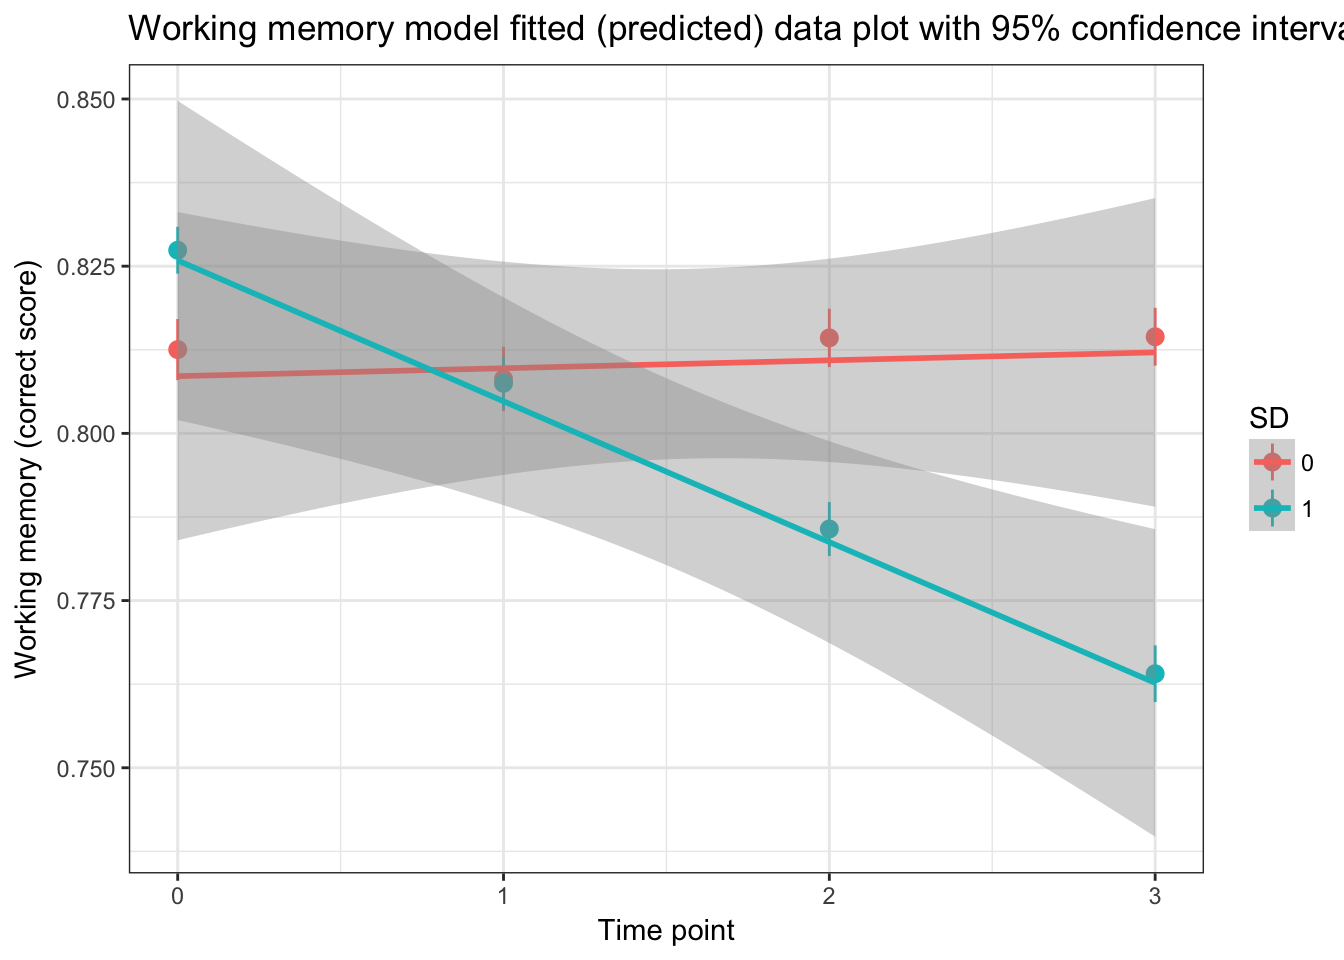 Working memory model fitted (predicted) data plot with 95% confidence
0.850
0.825
0.800
0.775
0.750
Working memory (correct score)
0
1
2
3
Time point
SD
0
1